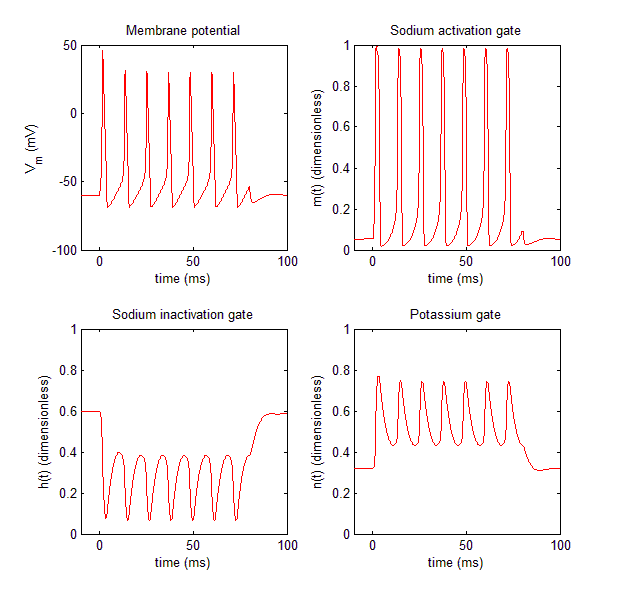 Membrane potential
50
0
-50
-100
V_m (mV)
0
50
100
time (ms)
Sodium activation gate
1
0.8
0.6
0.4
0.2
0
m(t) (dimensionless)
0
50
100
time (ms)
Sodium inactivation gate
1
0.8
0.6
0.4
0.2
0
h(t) (dimensionless)
0
50
100
time (ms)
Potassium gate
1
0.8
0.6
0.4
0.2
0
n(t) (dimensionless)
0
50
100
time (ms)